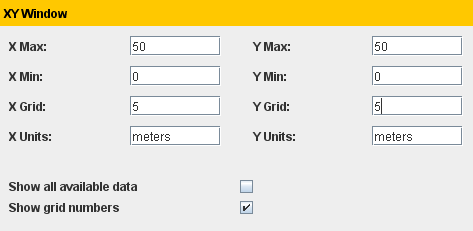 XY Window
X Max: 50 Y Max: 50
X Min: 0 Y Min: 0
X Grid: 5 Y Grid: 5
X Units: meters Y Units: meters
Show all available data
Show grid numbers